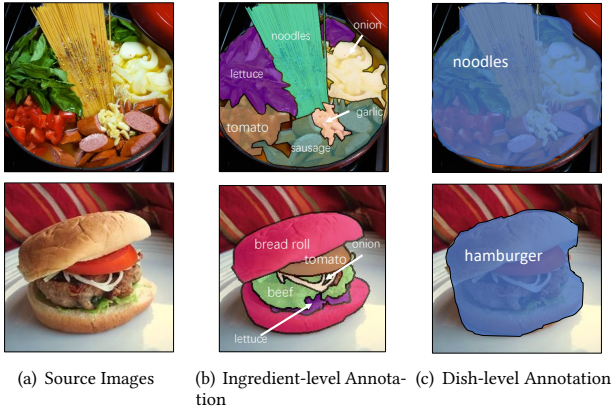 noodles
onion
lettuce
garlic
tomato
sausage
noodles
bread roll
onion
tomato
beef
lettuce
hamburger
(a) Source Images
(b) Ingredient-level Annota-
tion
(c) Dish-level Annotation